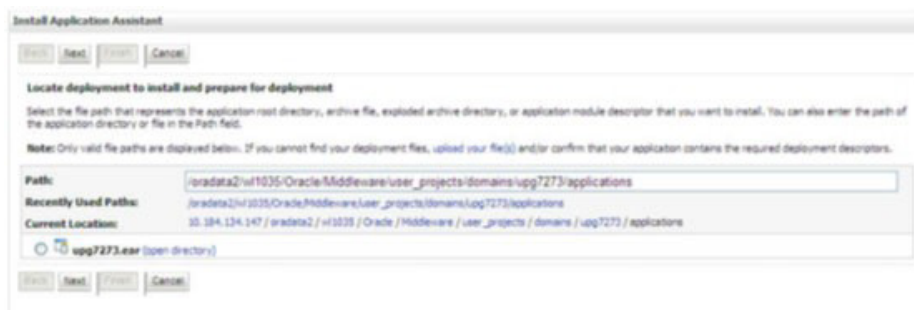 Install Application Assistant
Back Next Finish Cancel
Locate deployment to install and prepare for deployment
Select the file path that represents the application root directory, archive file, exploded archive directory, or application module descriptor that you want to install. You can also enter the path of
the application directory or file in the Path field.
Note: Only valid file paths are displayed below. If you cannot find your deployment files, upload your file(s) and/or confirm that your application contains the required deployment descriptors.
Path: /oradata2/wl1035/Oracle/Middleware/user_projects/domains/upg7273/applications
Recently Used Paths: /oradata2/wl1035/Oracle/Middleware/user_projects/domains/upg7273/applications
Current Location: 10.184.134.147 / oradata2 / wl1035 / Oracle / Middleware / user_projects / domains / upg7273 / applications
upg7273.ear (open directory)
Back Next Finish Cancel